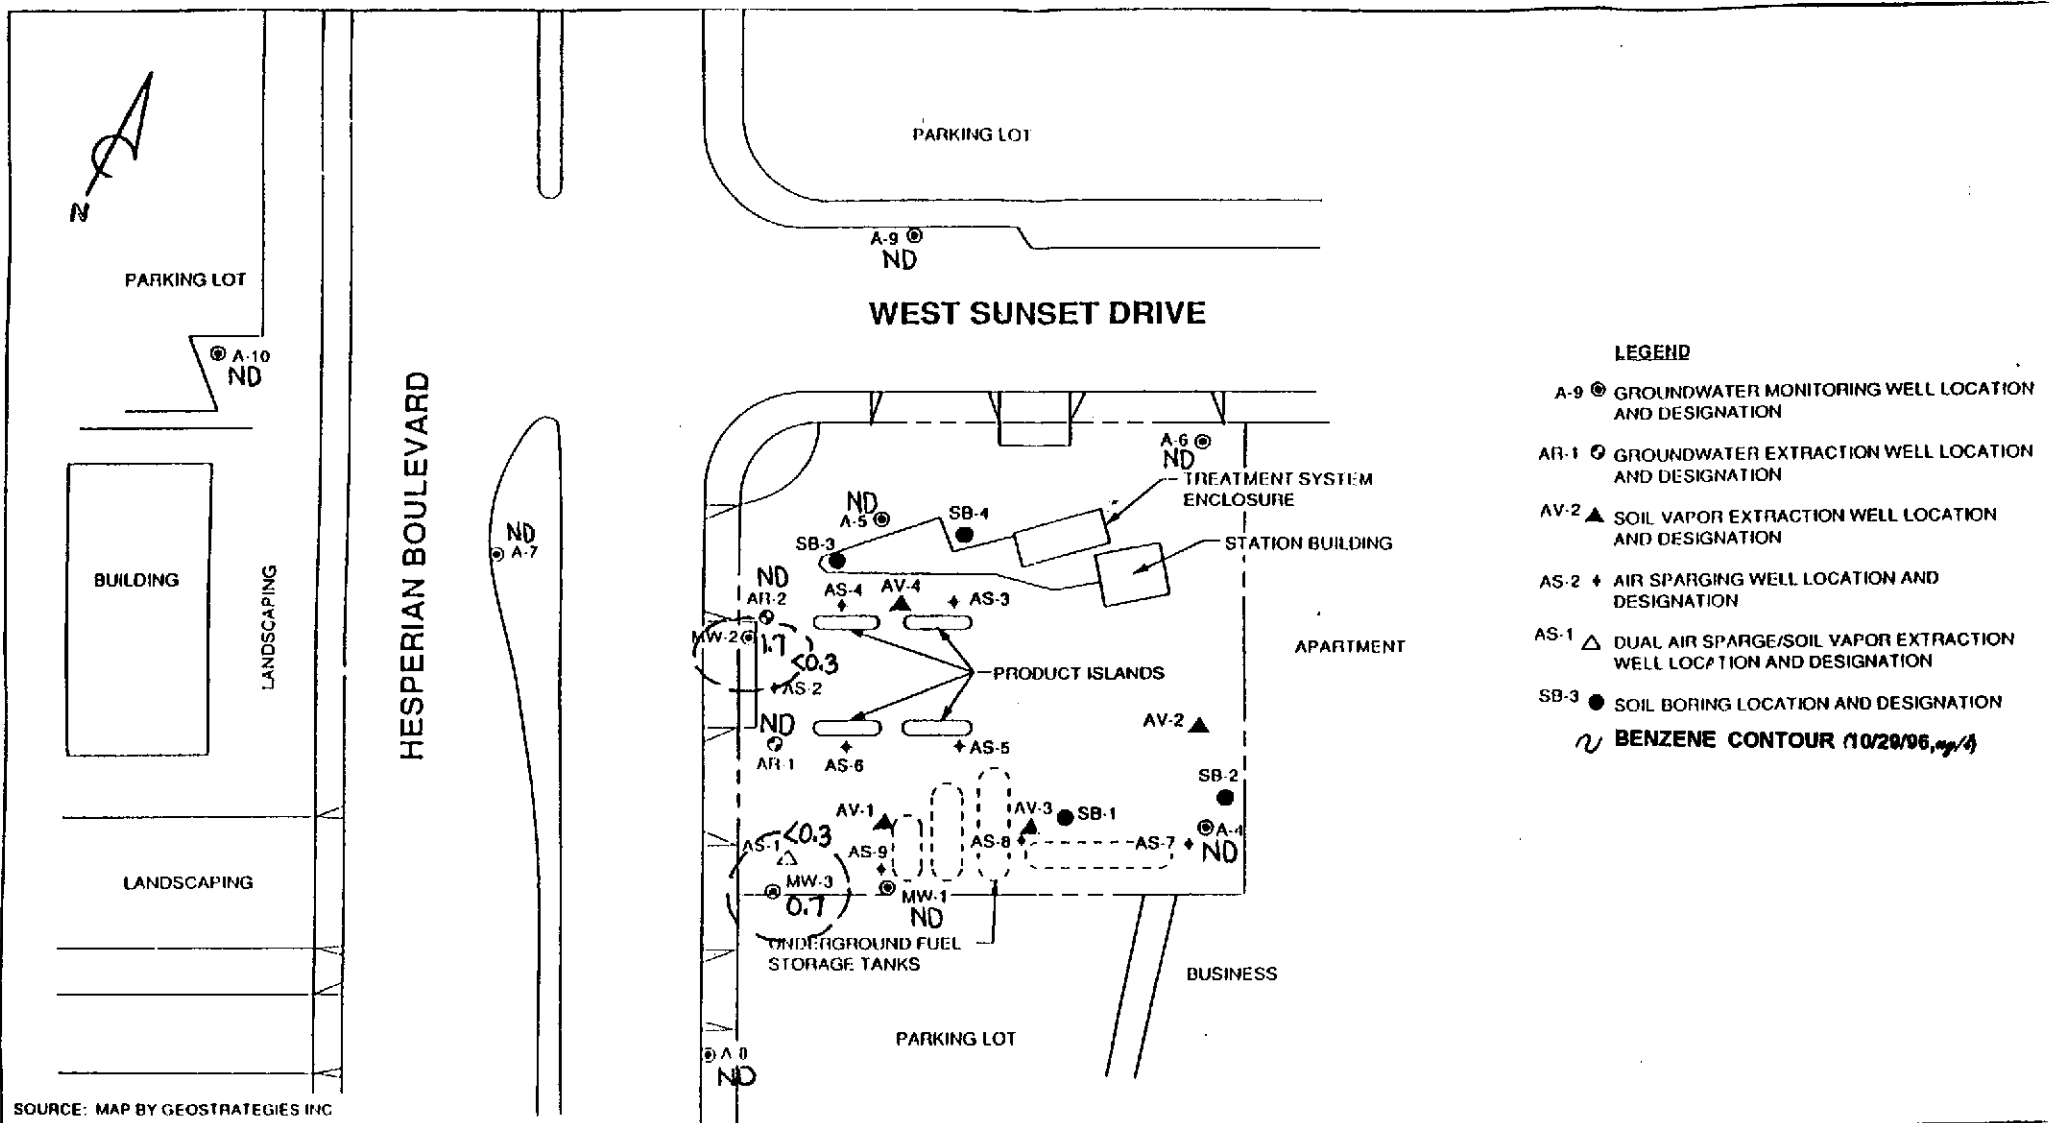 N
PARKING LOT
PARKING LOT
A-9
ND
WEST SUNSET DRIVE
A-10
ND
HESPERIAN BOULEVARD
BUILDING
LANDSCAPING
LANDSCAPING
ND
A-7
A-6
ND
TREATMENT SYSTEM
ENCLOSURE
ND
A-5
SB-4
SB-3
STATION BUILDING
ND
AR-2
AS-4
AV-4
AS-3
MW-2
1.7
<0.3
AS-2
PRODUCT ISLANDS
APARTMENT
ND
AR-1
AS-6
AS-5
AV-2
SB-2
AV-1
AV-3
SB-1
<0.3
AS-1
AS-9
AS-8
AS-7
A-4
ND
MW-3
0.7
MW-1
ND
UNDERGROUND FUEL
STORAGE TANKS
BUSINESS
PARKING LOT
ND
SOURCE: MAP BY GEOSTRATEGIES INC
LEGEND
A-9 GROUNDWATER MONITORING WELL LOCATION
AND DESIGNATION
AR-1 GROUNDWATER EXTRACTION WELL LOCATION
AND DESIGNATION
AV-2 SOIL VAPOR EXTRACTION WELL LOCATION
AND DESIGNATION
AS-2 AIR SPARGING WELL LOCATION AND
DESIGNATION
AS-1 DUAL AIR SPARGE/SOIL VAPOR EXTRACTION
WELL LOCATION AND DESIGNATION
SB-3 SOIL BORING LOCATION AND DESIGNATION
BENZENE CONTOUR (10/29/96,